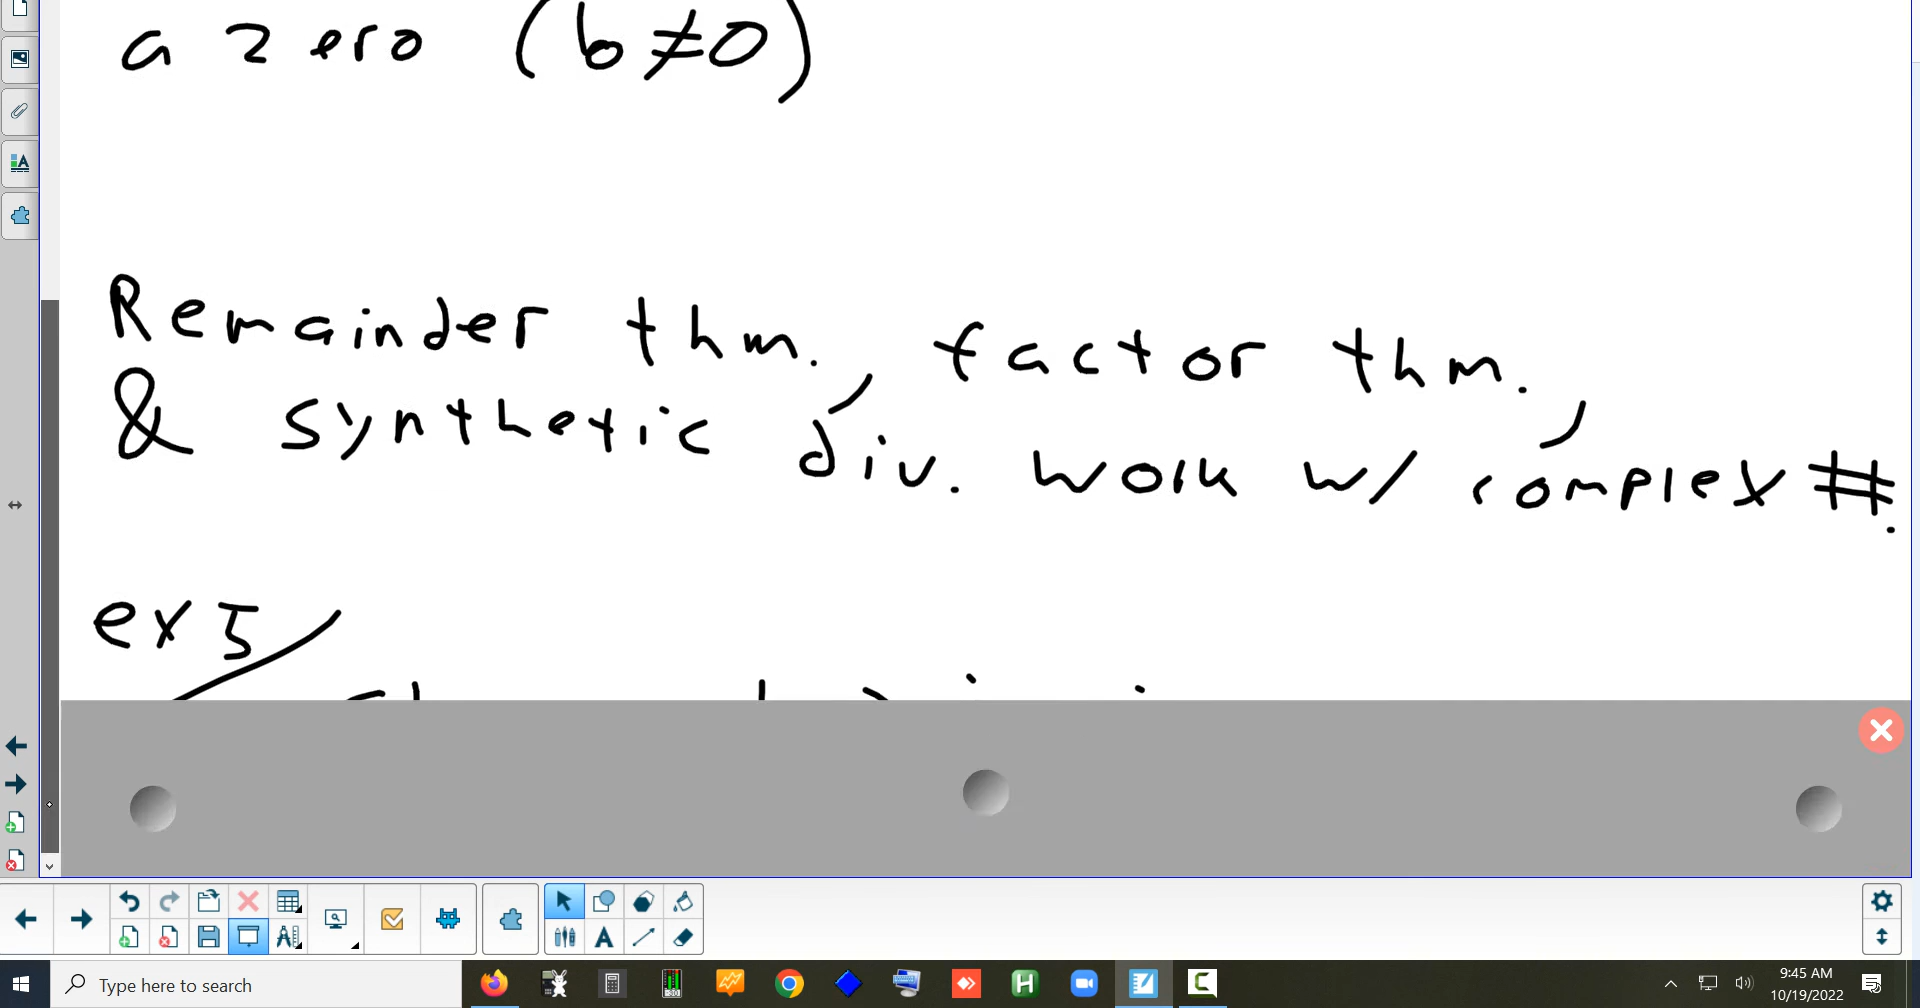 a zero (b≠0)
Remainder thm., factor thm.,
& synthetic div. work w/ complex #.
ex 5
Type here to search
9:45 AM
10/19/2022